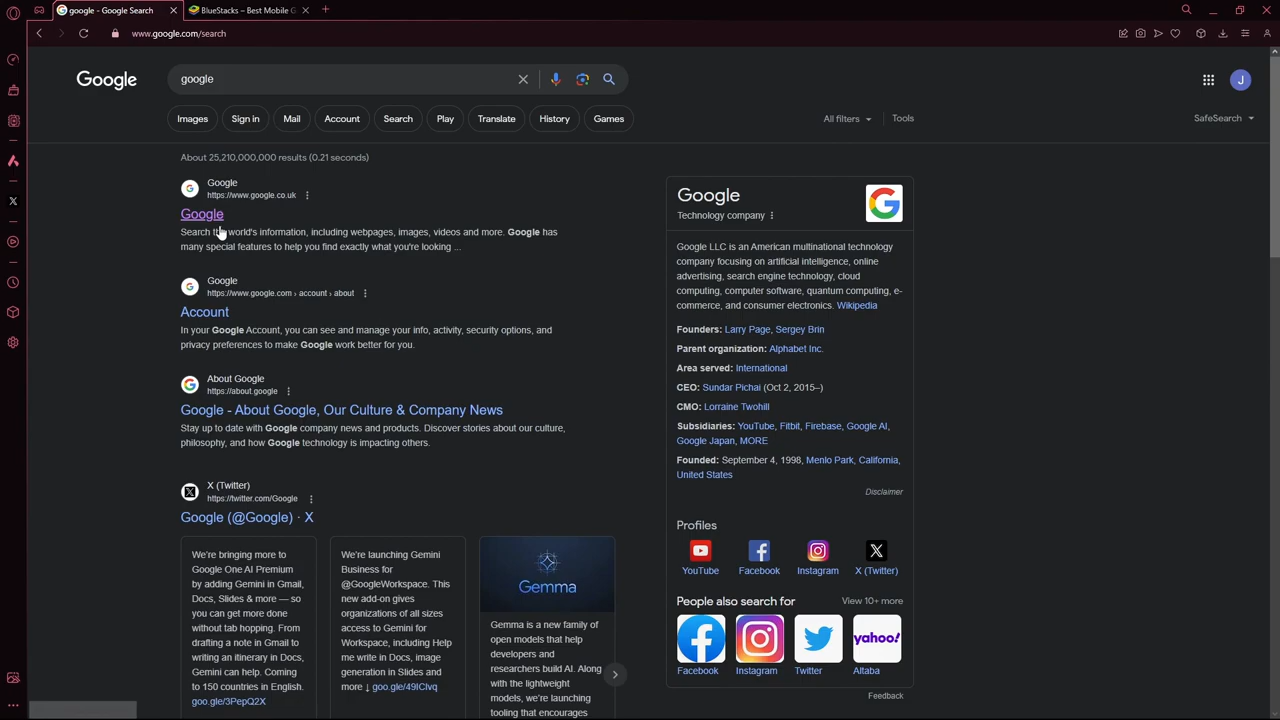 google - Google Search
BlueStacks – Best Mobile G
www.google.com/search
Google
google
J
Images
Sign in
Mail
Account
Search
Play
Translate
History
Games
All filters
Tools
SafeSearch
About 25,210,000,000 results (0.21 seconds)
Google
https://www.google.co.uk
Google
Search the world's information, including webpages, images, videos and more. Google has
many special features to help you find exactly what you're looking ...
Google
https://www.google.com › account › about
Account
In your Google Account, you can see and manage your info, activity, security options, and
privacy preferences to make Google work better for you.
About Google
https://about.google
Google - About Google, Our Culture & Company News
Stay up to date with Google company news and products. Discover stories about our culture,
philosophy, and how Google technology is impacting others.
X (Twitter)
https://twitter.com/Google
Google (@Google) · X
We're bringing more to
Google One AI Premium
by adding Gemini in Gmail,
Docs, Slides & more — so
you can get more done
without tab hopping. From
drafting a note in Gmail to
writing an itinerary in Docs,
Gemini can help. Coming
to 150 countries in English.
goo.gle/3PepQ2X
We're launching Gemini
Business for
@GoogleWorkspace. This
new add-on gives
organizations of all sizes
access to Gemini for
Workspace, including Help
me write in Docs, image
generation in Slides and
more ↓ goo.gle/49IClvq
Gemma
Gemma is a new family of
open models that help
developers and
researchers build AI. Along
with the lightweight
models, we're launching
tooling that encourages
Google
Technology company
Google LLC is an American multinational technology
company focusing on artificial intelligence, online
advertising, search engine technology, cloud
computing, computer software, quantum computing, e-
commerce, and consumer electronics. Wikipedia
Founders: Larry Page, Sergey Brin
Parent organization: Alphabet Inc.
Area served: International
CEO: Sundar Pichai (Oct 2, 2015–)
CMO: Lorraine Twohill
Subsidiaries: YouTube, Fitbit, Firebase, Google AI,
Google Japan, MORE
Founded: September 4, 1998, Menlo Park, California,
United States
Disclaimer
Profiles
YouTube
Facebook
Instagram
X (Twitter)
People also search for
View 10+ more
yahoo!
Facebook
Instagram
Twitter
Altaba
Feedback